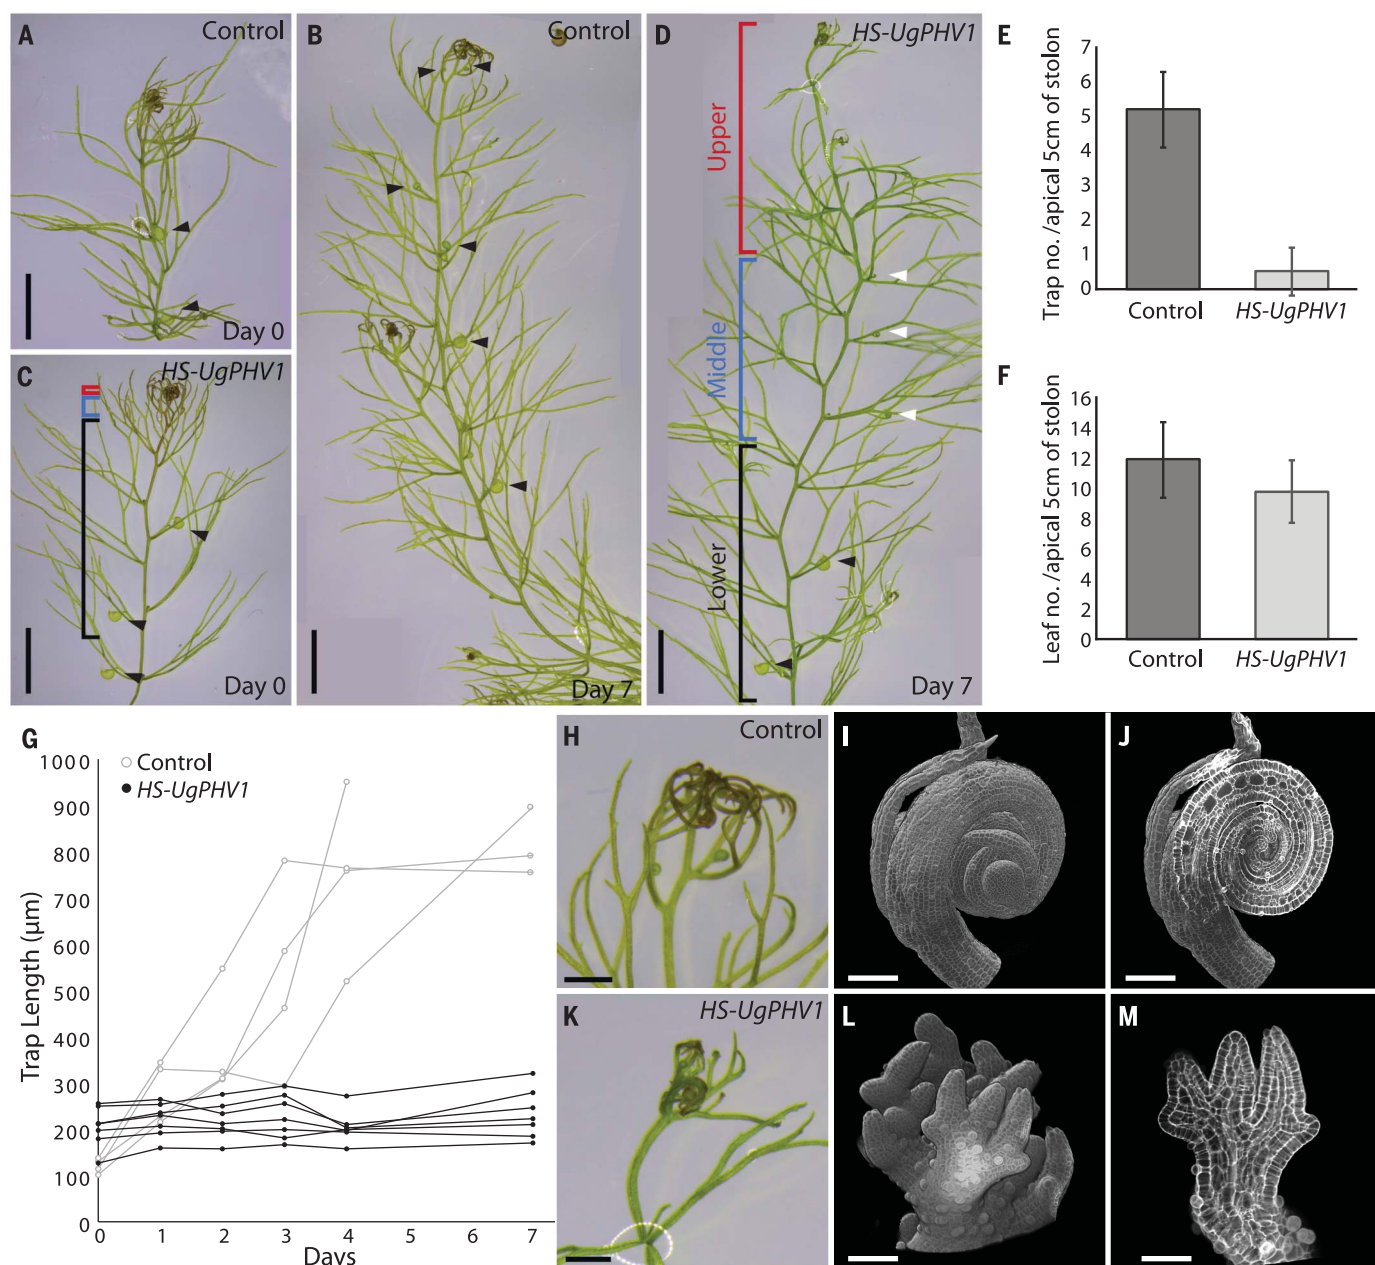 A
Control
Day 0
B
Control
Day 7
C
HS-UgPHV1
Day 0
D
HS-UgPHV1
Upper
Middle
Lower
Day 7
E
Trap no. /apical 5cm of stolon
7
6
5
4
3
2
1
0
Control
HS-UgPHV1
F
Leaf no. /apical 5cm of stolon
16
14
12
10
8
6
4
2
0
Control
HS-UgPHV1
G
Trap Length (µm)
1000
900
800
700
600
500
400
300
200
100
0
Control
HS-UgPHV1
0 1 2 3 4 5 6 7
Days
H
Control
I
J
K
HS-UgPHV1
L
M